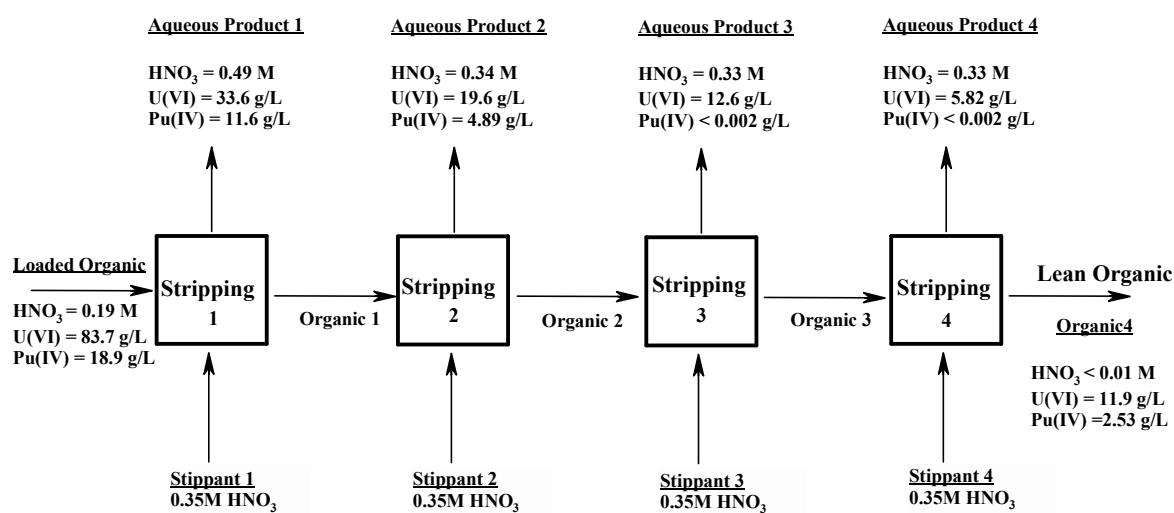 Aqueous Product 1
HNO₃ = 0.49 M
U(VI) = 33.6 g/L
Pu(IV) = 11.6 g/L
Aqueous Product 2
HNO₃ = 0.34 M
U(VI) = 19.6 g/L
Pu(IV) = 4.89 g/L
Aqueous Product 3
HNO₃ = 0.33 M
U(VI) = 12.6 g/L
Pu(IV) < 0.002 g/L
Aqueous Product 4
HNO₃ = 0.33 M
U(VI) = 5.82 g/L
Pu(IV) < 0.002 g/L
Loaded Organic
HNO₃ = 0.19 M
U(VI) = 83.7 g/L
Pu(IV) = 18.9 g/L
Stripping
1
Organic 1
Stripping
2
Organic 2
Stripping
3
Organic 3
Stripping
4
Lean Organic
Organic4
HNO₃ < 0.01 M
U(VI) = 11.9 g/L
Pu(IV) =2.53 g/L
Stippant 1
0.35M HNO₃
Stippant 2
0.35M HNO₃
Stippant 3
0.35M HNO₃
Stippant 4
0.35M HNO₃